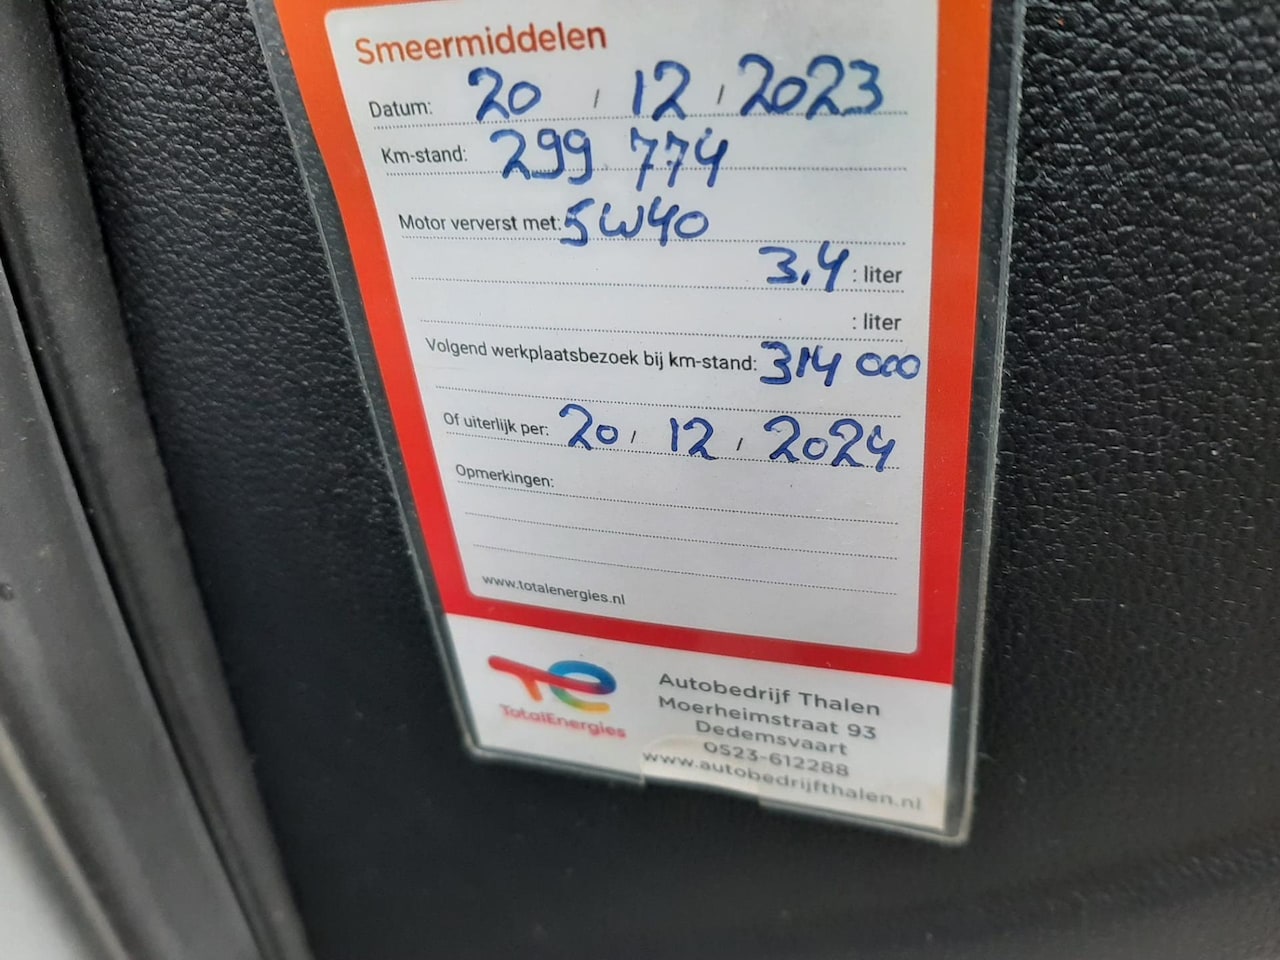 Smeermiddelen
Datum: 20 / 12 / 2023
Km-stand: 299 774
Motor ververst met: 5W40
3,4 : liter
: liter
Volgend werkplaatsbezoek bij km-stand: 314 000
Of uiterlijk per: 20 / 12 / 2024
Opmerkingen:
www.totalenergies.nl
TotalEnergies
Autobedrijf Thalen
Moerheimstraat 93
Dedemsvaart
0523-612288
www.autobedrijfthalen.nl